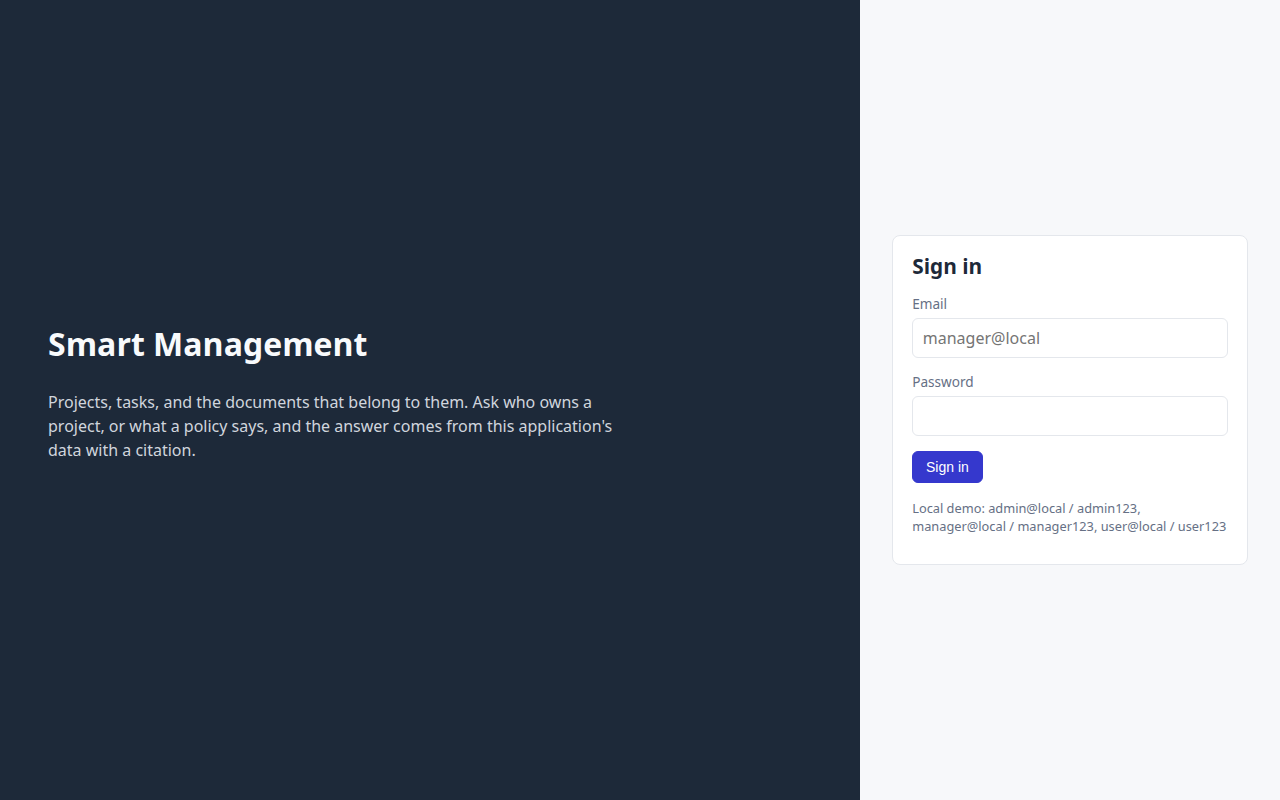 Smart Management
Projects, tasks, and the documents that belong to them. Ask who owns a
project, or what a policy says, and the answer comes from this application's
data with a citation.
Sign in
Email
manager@local
Password
Sign in
Local demo: admin@local / admin123,
manager@local / manager123, user@local / user123